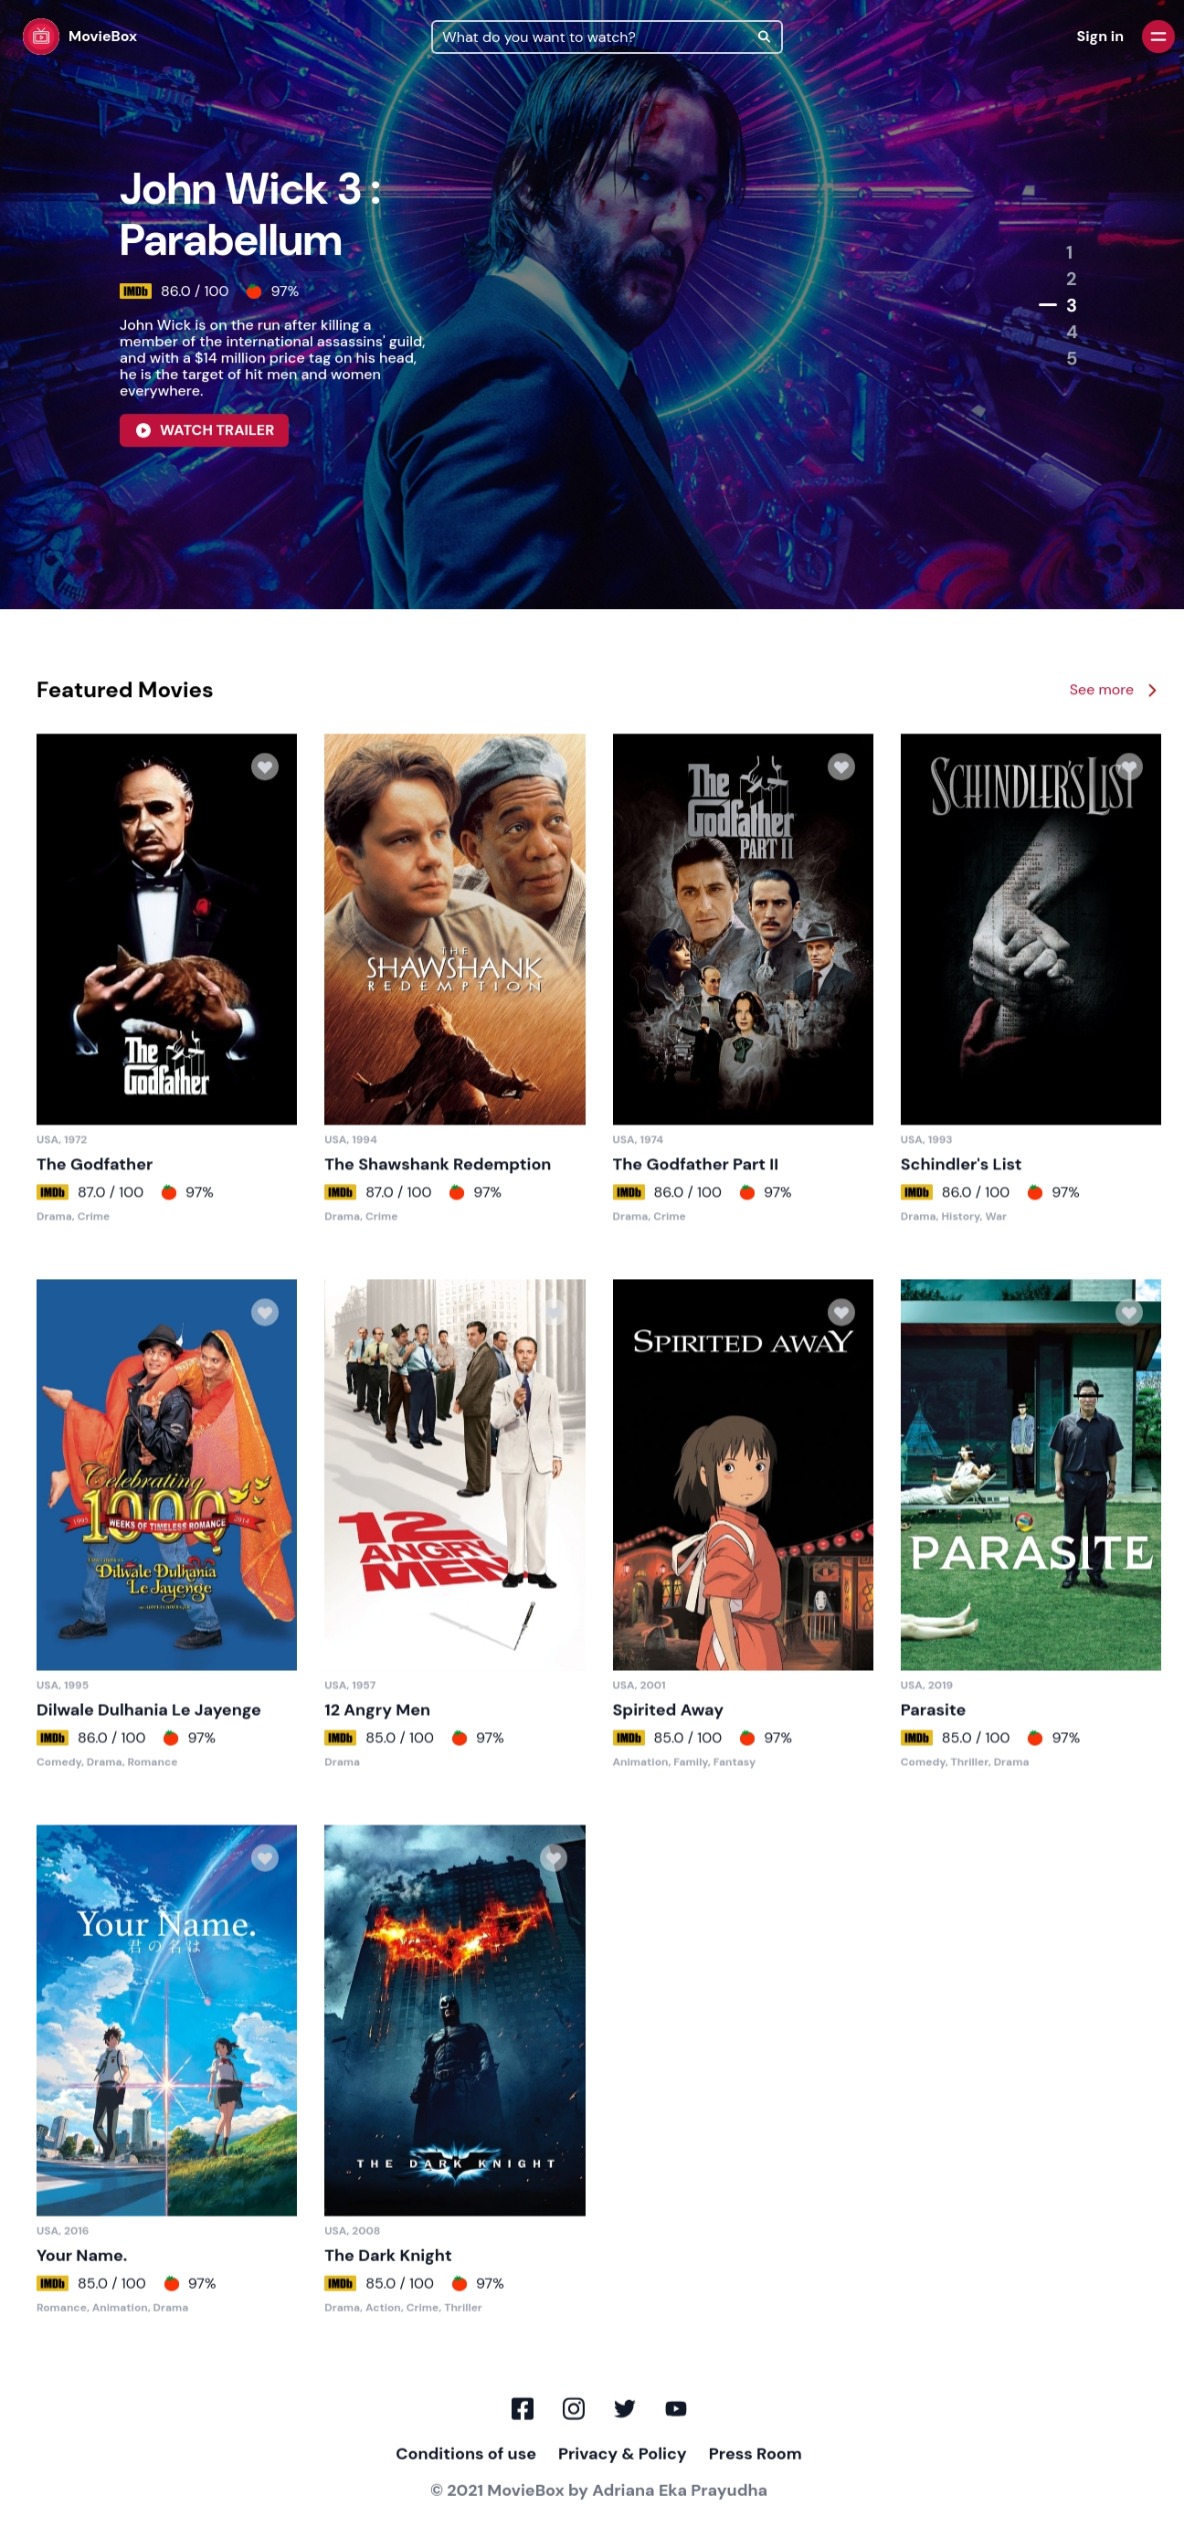 MovieBox
What do you want to watch?
Sign in
John Wick 3 :
Parabellum
IMDb 86.0 / 100 97%
John Wick is on the run after killing a
member of the international assassins' guild,
and with a $14 million price tag on his head,
he is the target of hit men and women
everywhere.
WATCH TRAILER
1
2
3
4
5
Featured Movies
See more
The
Godfather
USA, 1972
The Godfather
IMDb 87.0 / 100 97%
Drama, Crime
THE
SHAWSHANK
REDEMPTION
USA, 1994
The Shawshank Redemption
IMDb 87.0 / 100 97%
Drama, Crime
The
Godfather
PART II
USA, 1974
The Godfather Part II
IMDb 86.0 / 100 97%
Drama, Crime
SCHINDLER'S LIST
USA, 1993
Schindler's List
IMDb 86.0 / 100 97%
Drama, History, War
Celebrating
1000
1995 WEEKS OF TIMELESS ROMANCE 2014
Dilwale Dulhania
Le Jayenge
USA, 1995
Dilwale Dulhania Le Jayenge
IMDb 86.0 / 100 97%
Comedy, Drama, Romance
12
ANGRY
MEN
USA, 1957
12 Angry Men
IMDb 85.0 / 100 97%
Drama
SPIRITED AWAY
USA, 2001
Spirited Away
IMDb 85.0 / 100 97%
Animation, Family, Fantasy
PARASITE
USA, 2019
Parasite
IMDb 85.0 / 100 97%
Comedy, Thriller, Drama
Your Name.
君の名は
USA, 2016
Your Name.
IMDb 85.0 / 100 97%
Romance, Animation, Drama
THE DARK KNIGHT
USA, 2008
The Dark Knight
IMDb 85.0 / 100 97%
Drama, Action, Crime, Thriller
Conditions of use Privacy & Policy Press Room
© 2021 MovieBox by Adriana Eka Prayudha